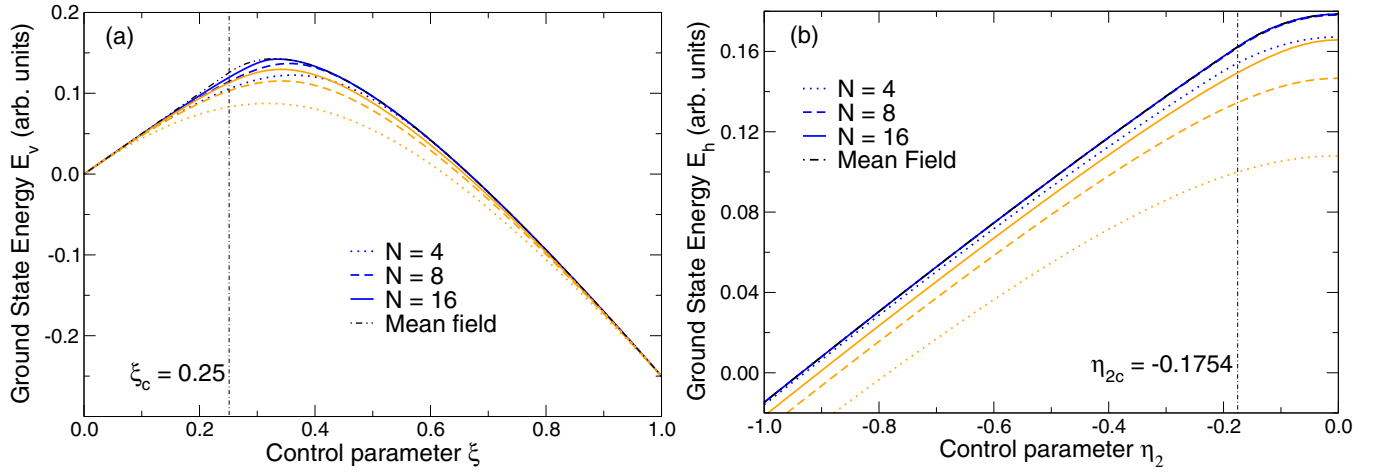 (a)
Ground State Energy E_v (arb. units)
0.2
0.1
0.0
-0.1
-0.2
N = 4
N = 8
N = 16
Mean field
ξ_c = 0.25
0.0 0.2 0.4 0.6 0.8 1.0
Control parameter ξ
(b)
Ground State Energy E_h (arb. units)
0.16
0.12
0.08
0.04
0.00
N = 4
N = 8
N = 16
Mean Field
η_2c = -0.1754
-1.0 -0.8 -0.6 -0.4 -0.2 0.0
Control parameter η_2